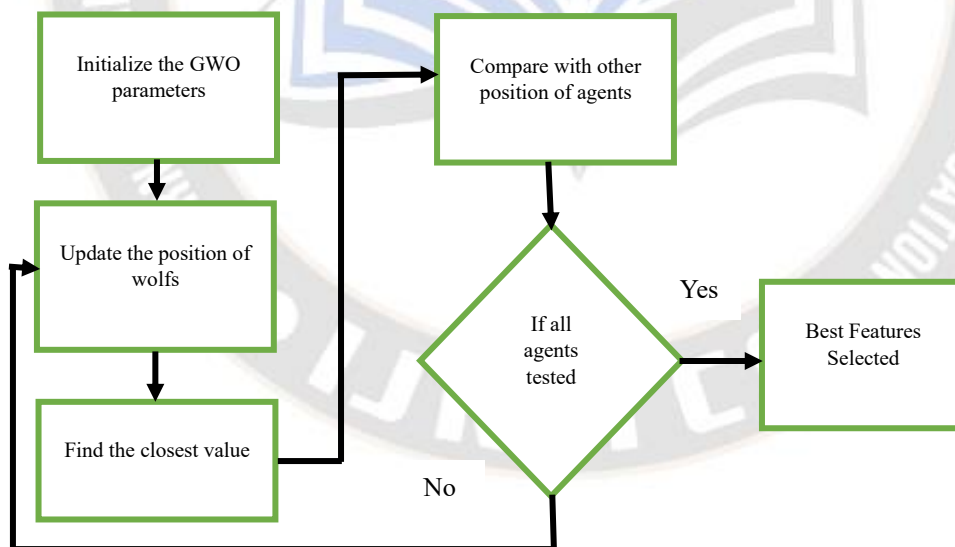 Initialize the GWO
parameters
Update the position of
wolfs
Find the closest value
Compare with other
position of agents
If all
agents
tested
Yes
No
Best Features
Selected